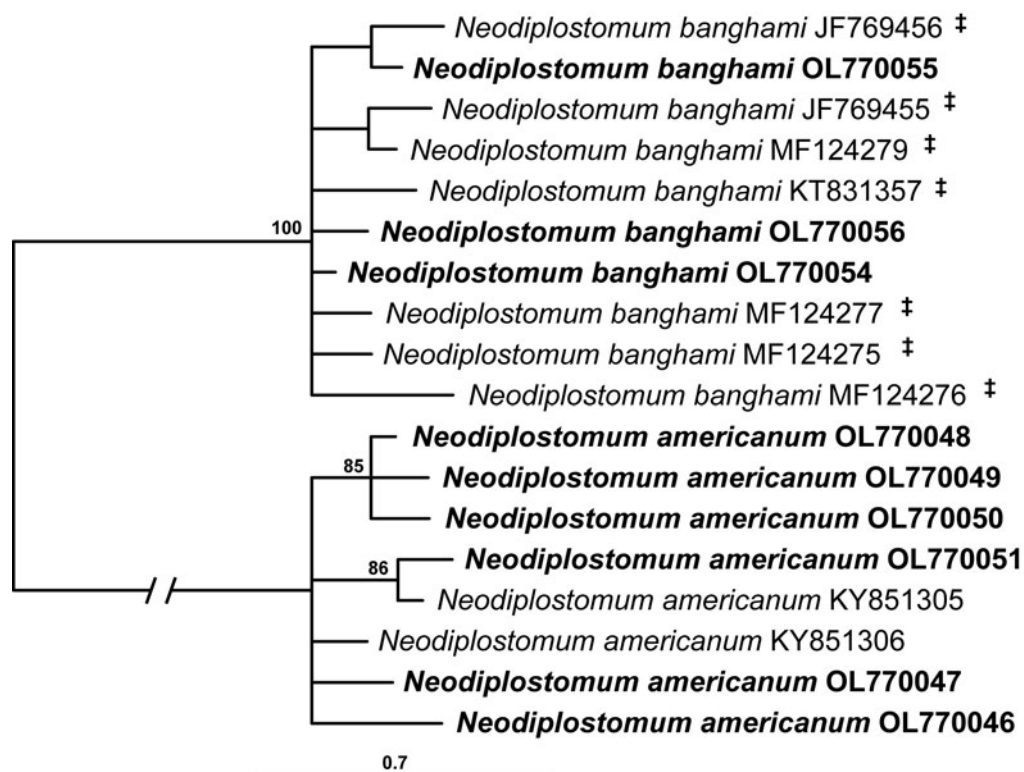 Neodiplostomum banghami JF769456 ‡
Neodiplostomum banghami OL770055
Neodiplostomum banghami JF769455 ‡
Neodiplostomum banghami MF124279 ‡
Neodiplostomum banghami KT831357 ‡
100
Neodiplostomum banghami OL770056
Neodiplostomum banghami OL770054
Neodiplostomum banghami MF124277 ‡
Neodiplostomum banghami MF124275 ‡
Neodiplostomum banghami MF124276 ‡
Neodiplostomum americanum OL770048
85
Neodiplostomum americanum OL770049
Neodiplostomum americanum OL770050
Neodiplostomum americanum OL770051
86
Neodiplostomum americanum KY851305
Neodiplostomum americanum KY851306
Neodiplostomum americanum OL770047
Neodiplostomum americanum OL770046
0.7